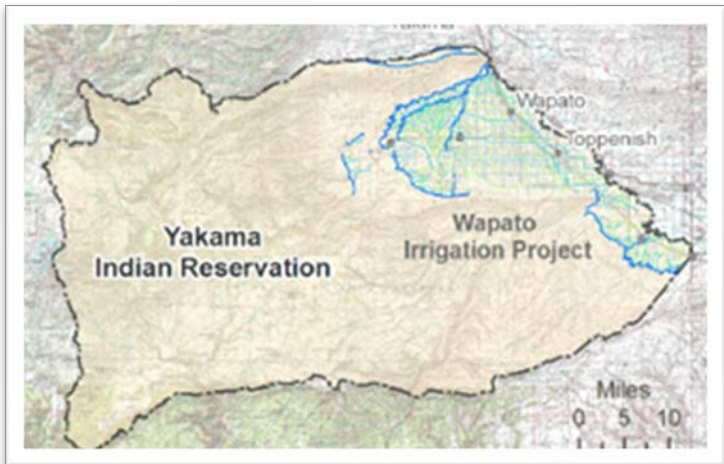 Wapato
Toppenish
Yakama
Indian Reservation
Wapato
Irrigation Project
Miles
0 5 10